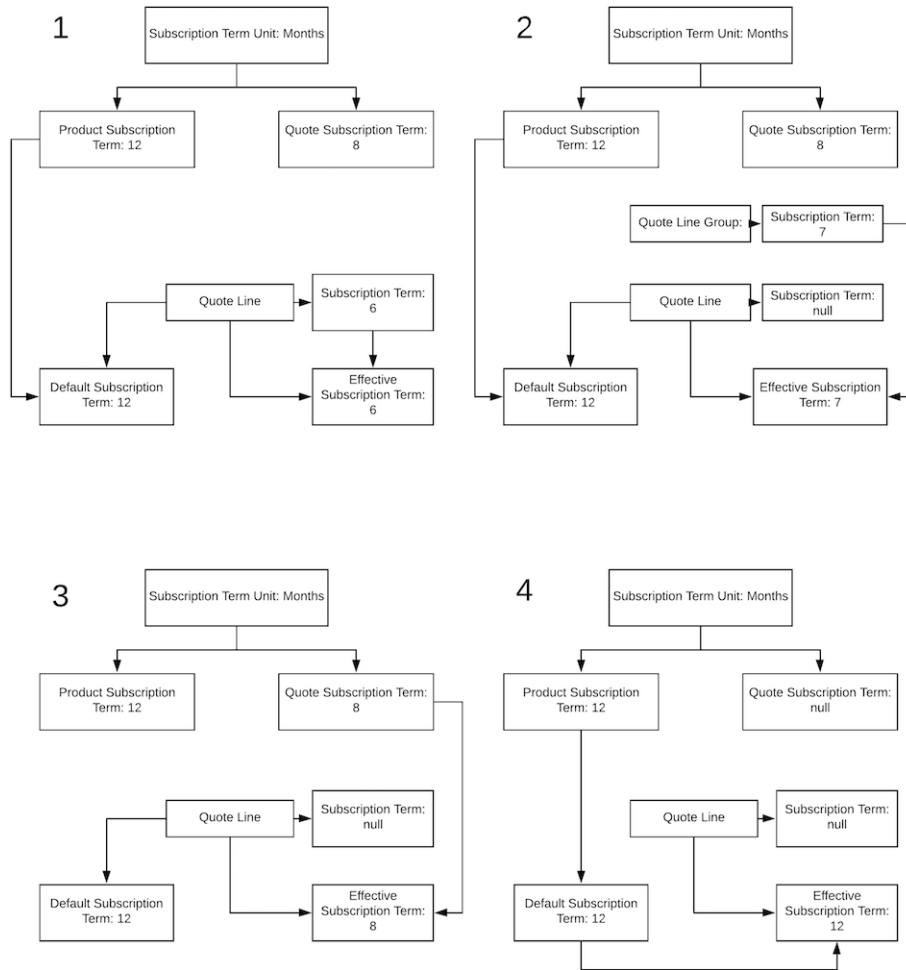 1
Subscription Term Unit: Months
Product Subscription
Term: 12
Quote Subscription Term:
8
Quote Line
Subscription Term:
6
Default Subscription
Term: 12
Effective
Subscription Term:
6
2
Subscription Term Unit: Months
Product Subscription
Term: 12
Quote Subscription Term:
8
Quote Line Group:
Subscription Term:
7
Quote Line
Subscription Term:
null
Default Subscription
Term: 12
Effective Subscription
Term: 7
3
Subscription Term Unit: Months
Product Subscription
Term: 12
Quote Subscription Term:
8
Quote Line
Subscription Term:
null
Default Subscription
Term: 12
Effective
Subscription Term:
8
4
Subscription Term Unit: Months
Product Subscription
Term: 12
Quote Subscription Term:
null
Quote Line
Subscription Term:
null
Default Subscription
Term: 12
Effective
Subscription Term:
12